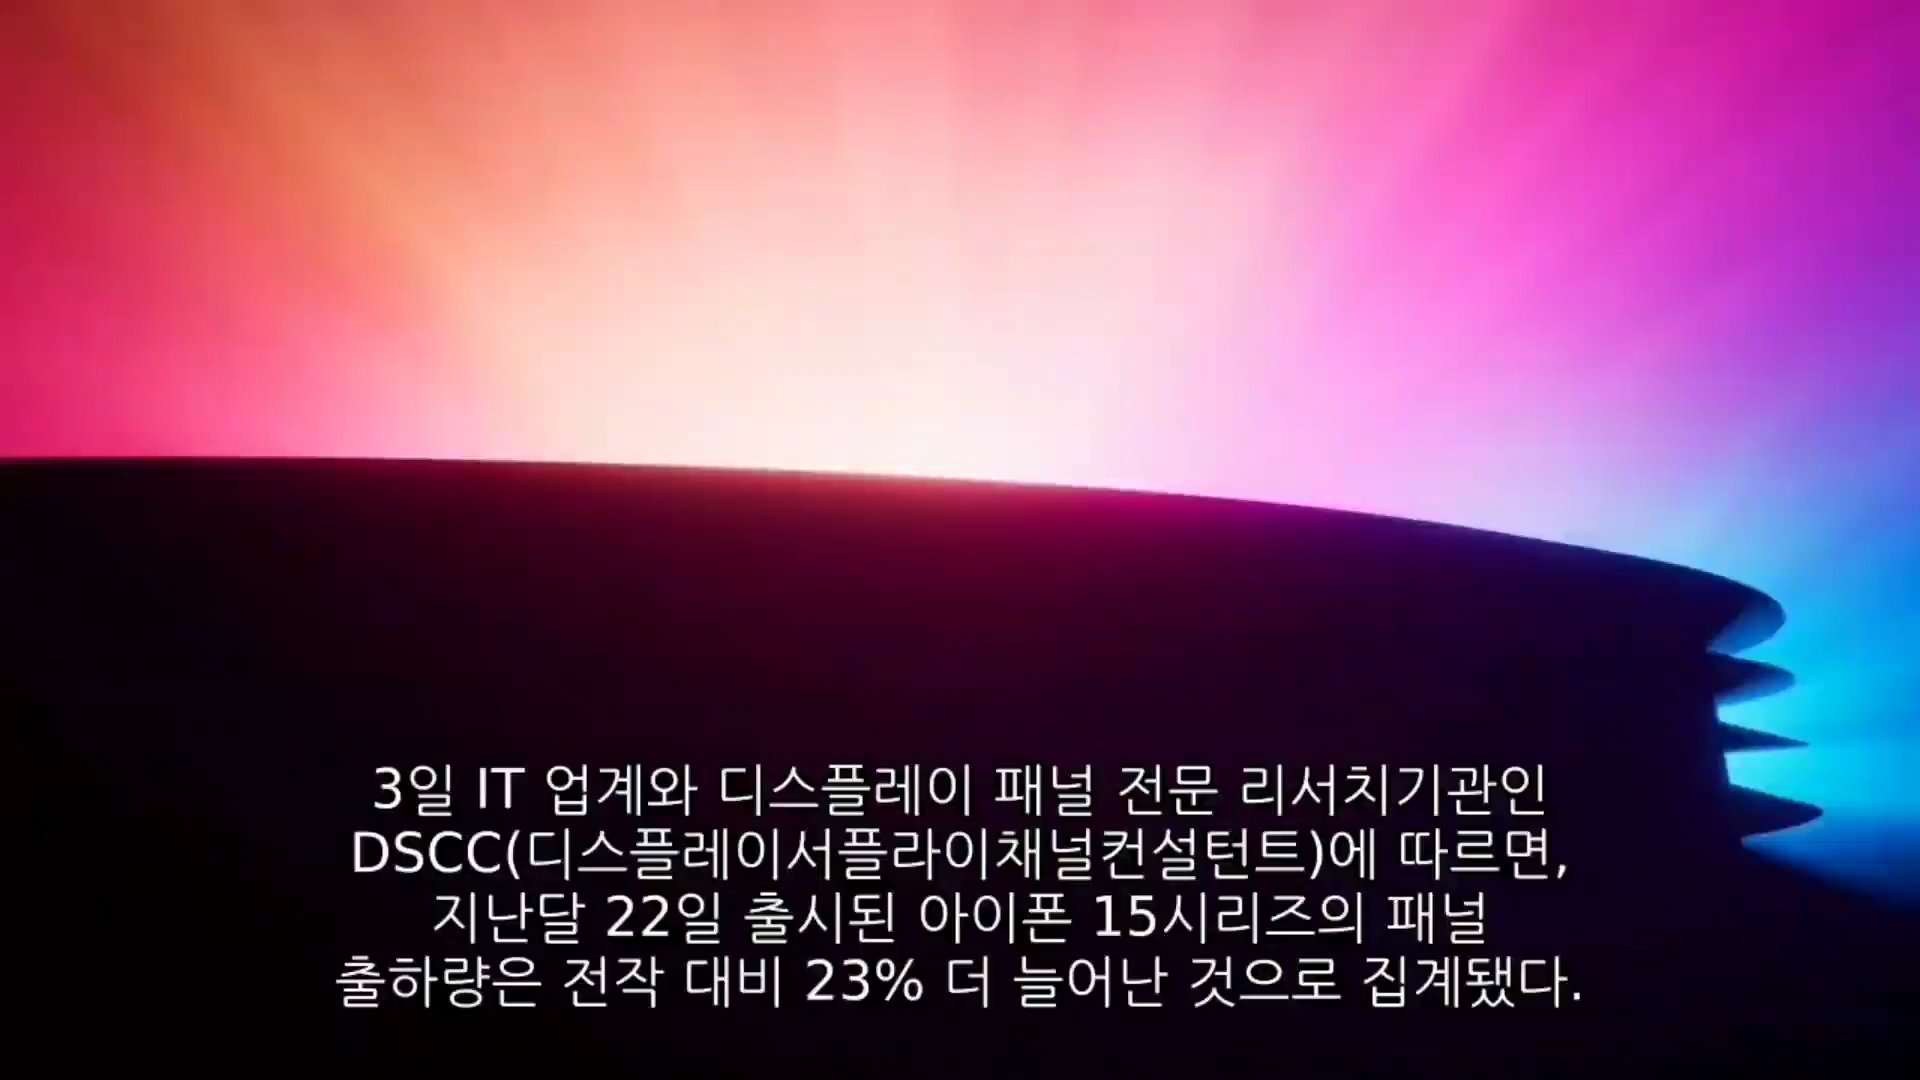 3일 IT 업계와 디스플레이 패널 전문 리서치기관인
DSCC(디스플레이서플라이채널컨설턴트)에 따르면,
지난달 22일 출시된 아이폰 15시리즈의 패널
출하량은 전작 대비 23% 더 늘어난 것으로 집계됐다.